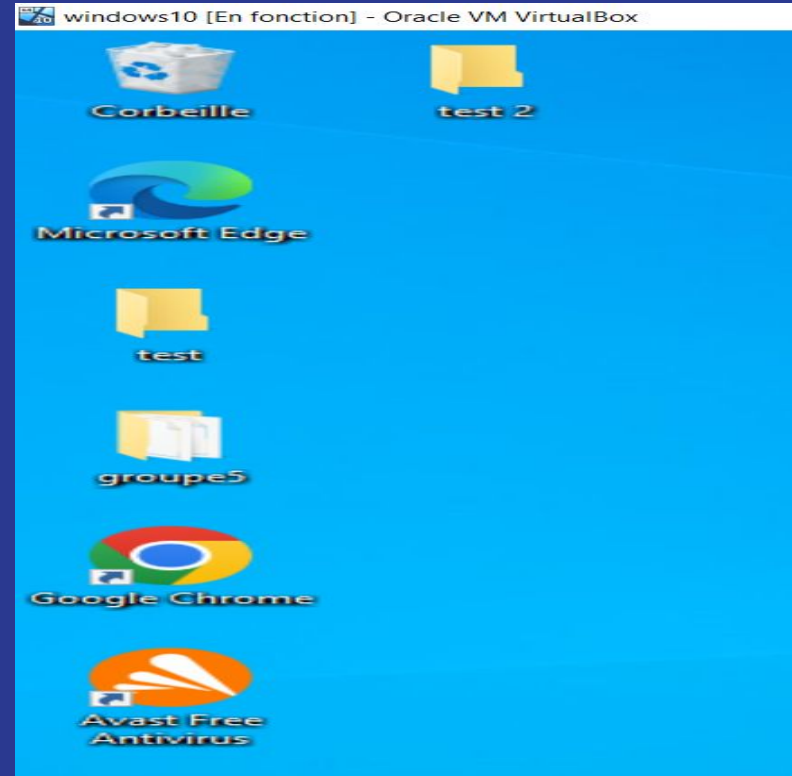 windows10 [En fonction] - Oracle VM VirtualBox
Corbeille
test 2
Microsoft Edge
test
groupe5
Google Chrome
Avast Free
Antivirus